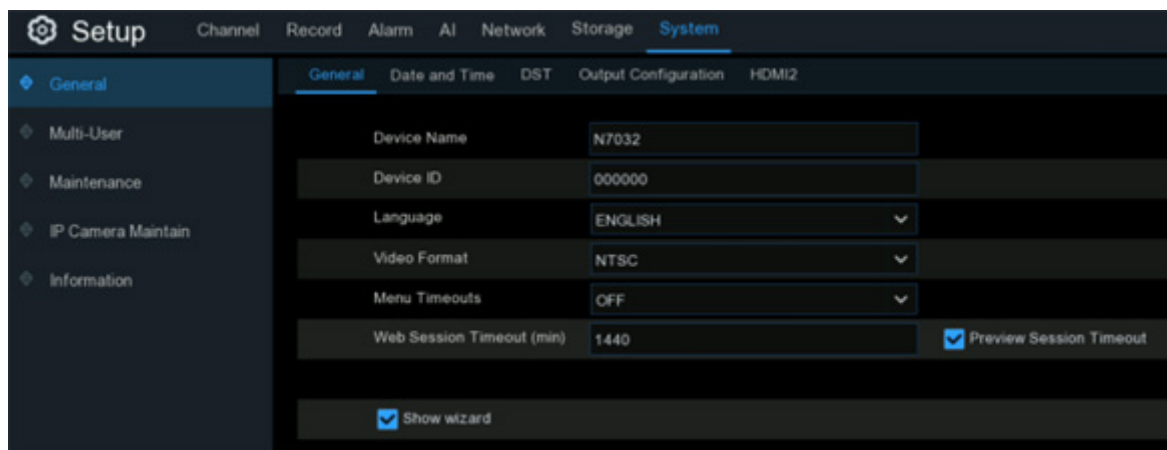 Setup Channel Record Alarm AI Network Storage System
General
Multi-User
Maintenance
IP Camera Maintain
Information
General Date and Time DST Output Configuration HDMI2
Device Name N7032
Device ID 000000
Language ENGLISH
Video Format NTSC
Menu Timeouts OFF
Web Session Timeout (min) 1440 Preview Session Timeout
Show wizard